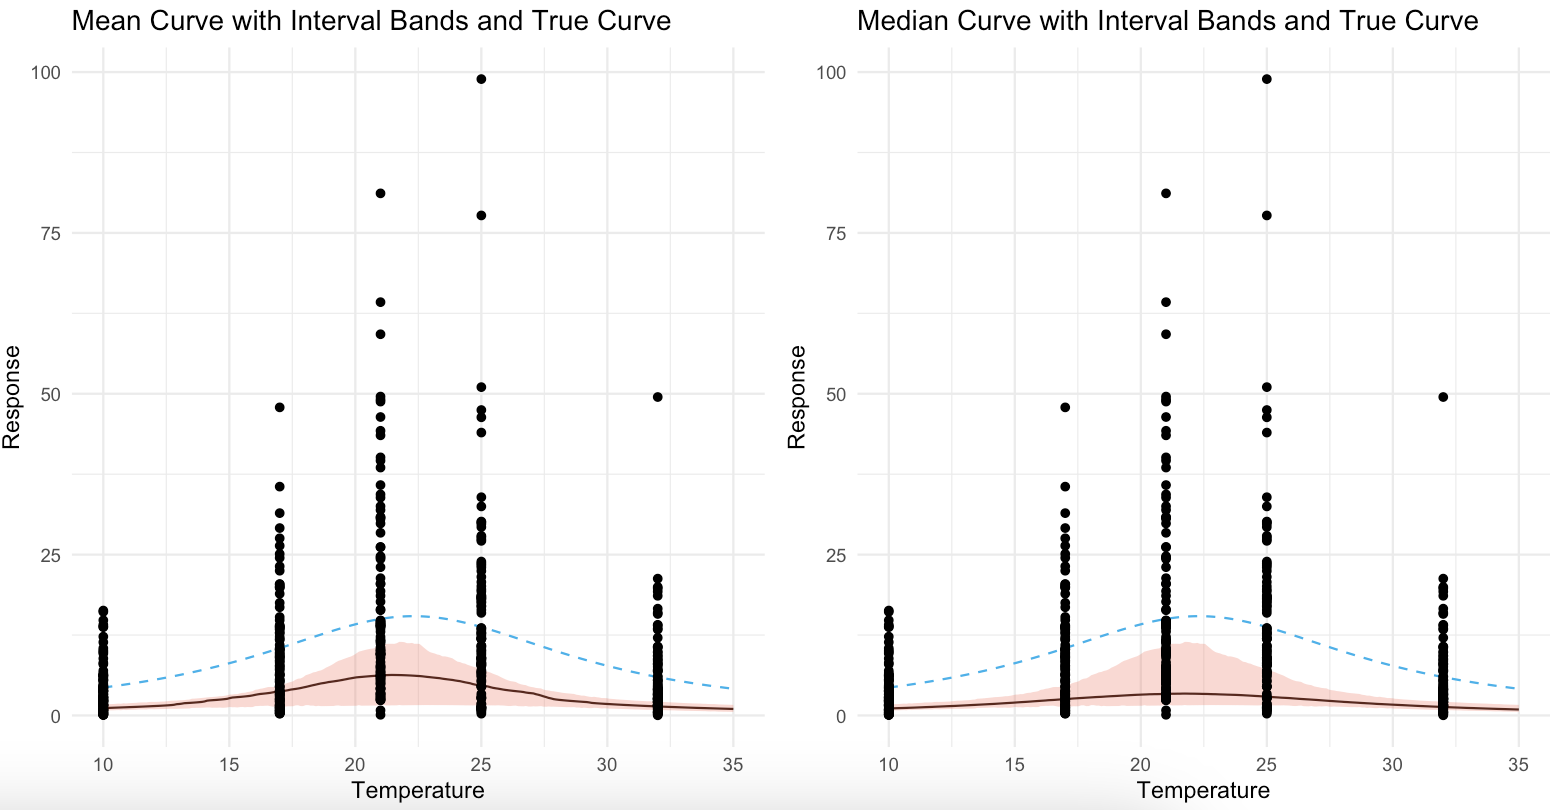 Mean Curve with Interval Bands and True Curve
100
75
50
25
0
Response
10 15 20 25 30 35
Temperature
Median Curve with Interval Bands and True Curve
100
75
50
25
0
Response
10 15 20 25 30 35
Temperature